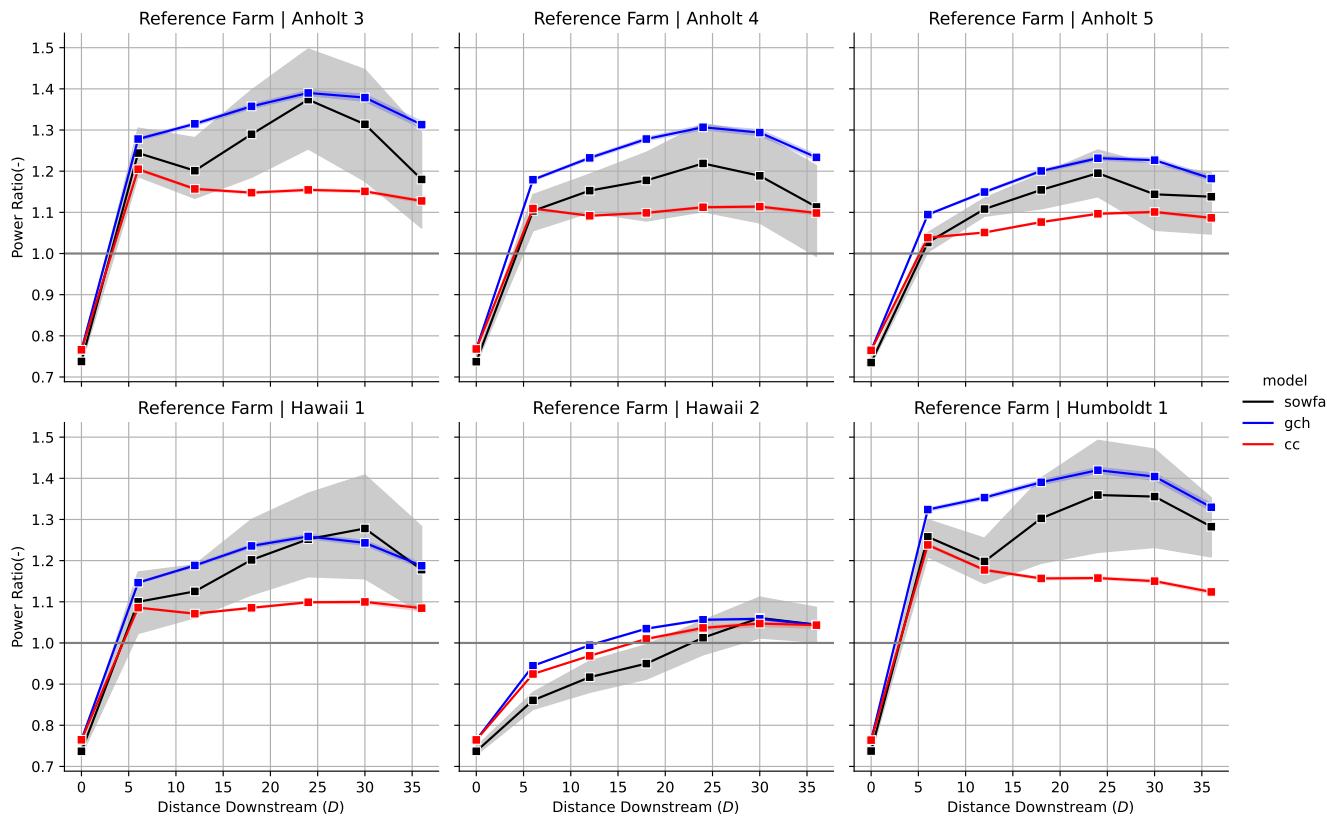 Reference Farm | Anholt 3
Reference Farm | Anholt 4
Reference Farm | Anholt 5
1.5
1.4
1.3
1.2
1.1
1.0
0.9
0.8
0.7
Power Ratio(-)
model
sowfa
gch
cc
Reference Farm | Hawaii 1
Reference Farm | Hawaii 2
Reference Farm | Humboldt 1
1.5
1.4
1.3
1.2
1.1
1.0
0.9
0.8
0.7
Power Ratio(-)
0 5 10 15 20 25 30 35
0 5 10 15 20 25 30 35
0 5 10 15 20 25 30 35
Distance Downstream (D)
Distance Downstream (D)
Distance Downstream (D)